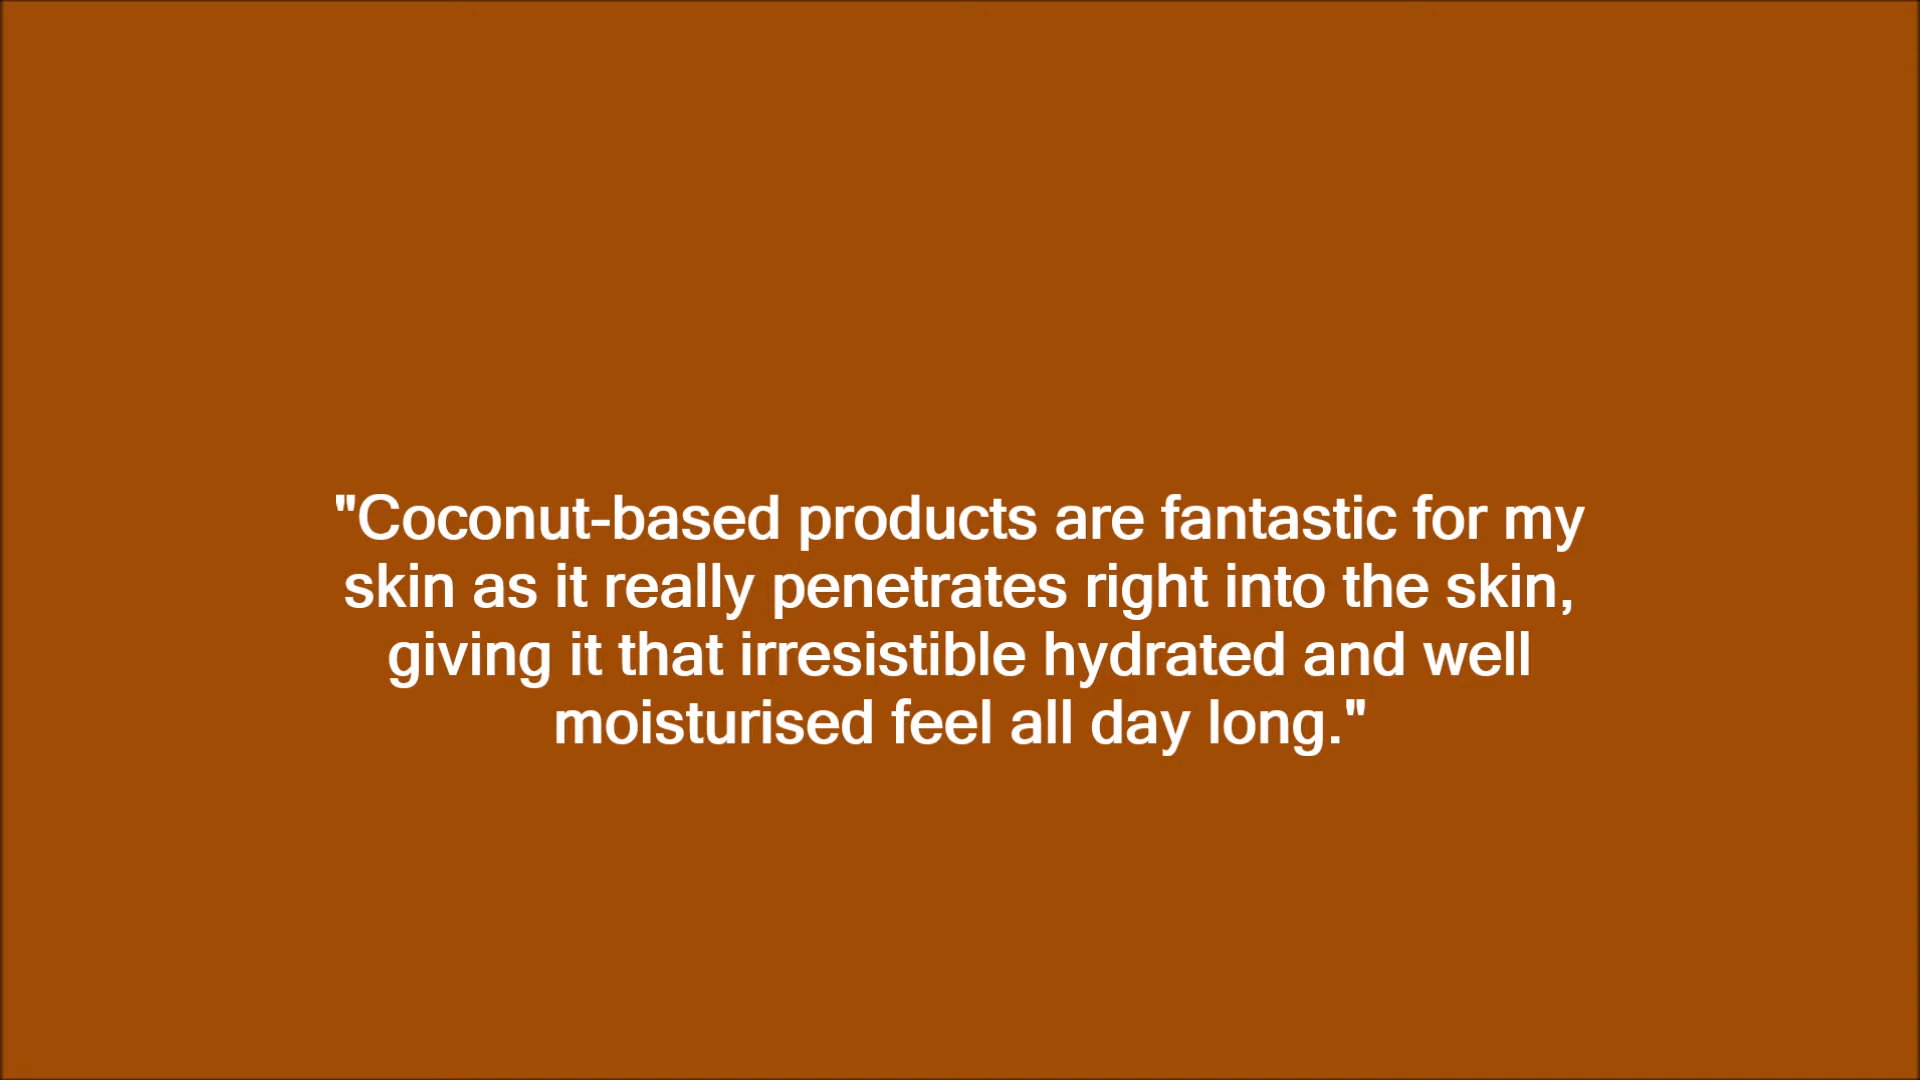 "Coconut-based products are fantastic for my
skin as it really penetrates right into the skin,
giving it that irresistible hydrated and well
moisturised feel all day long."